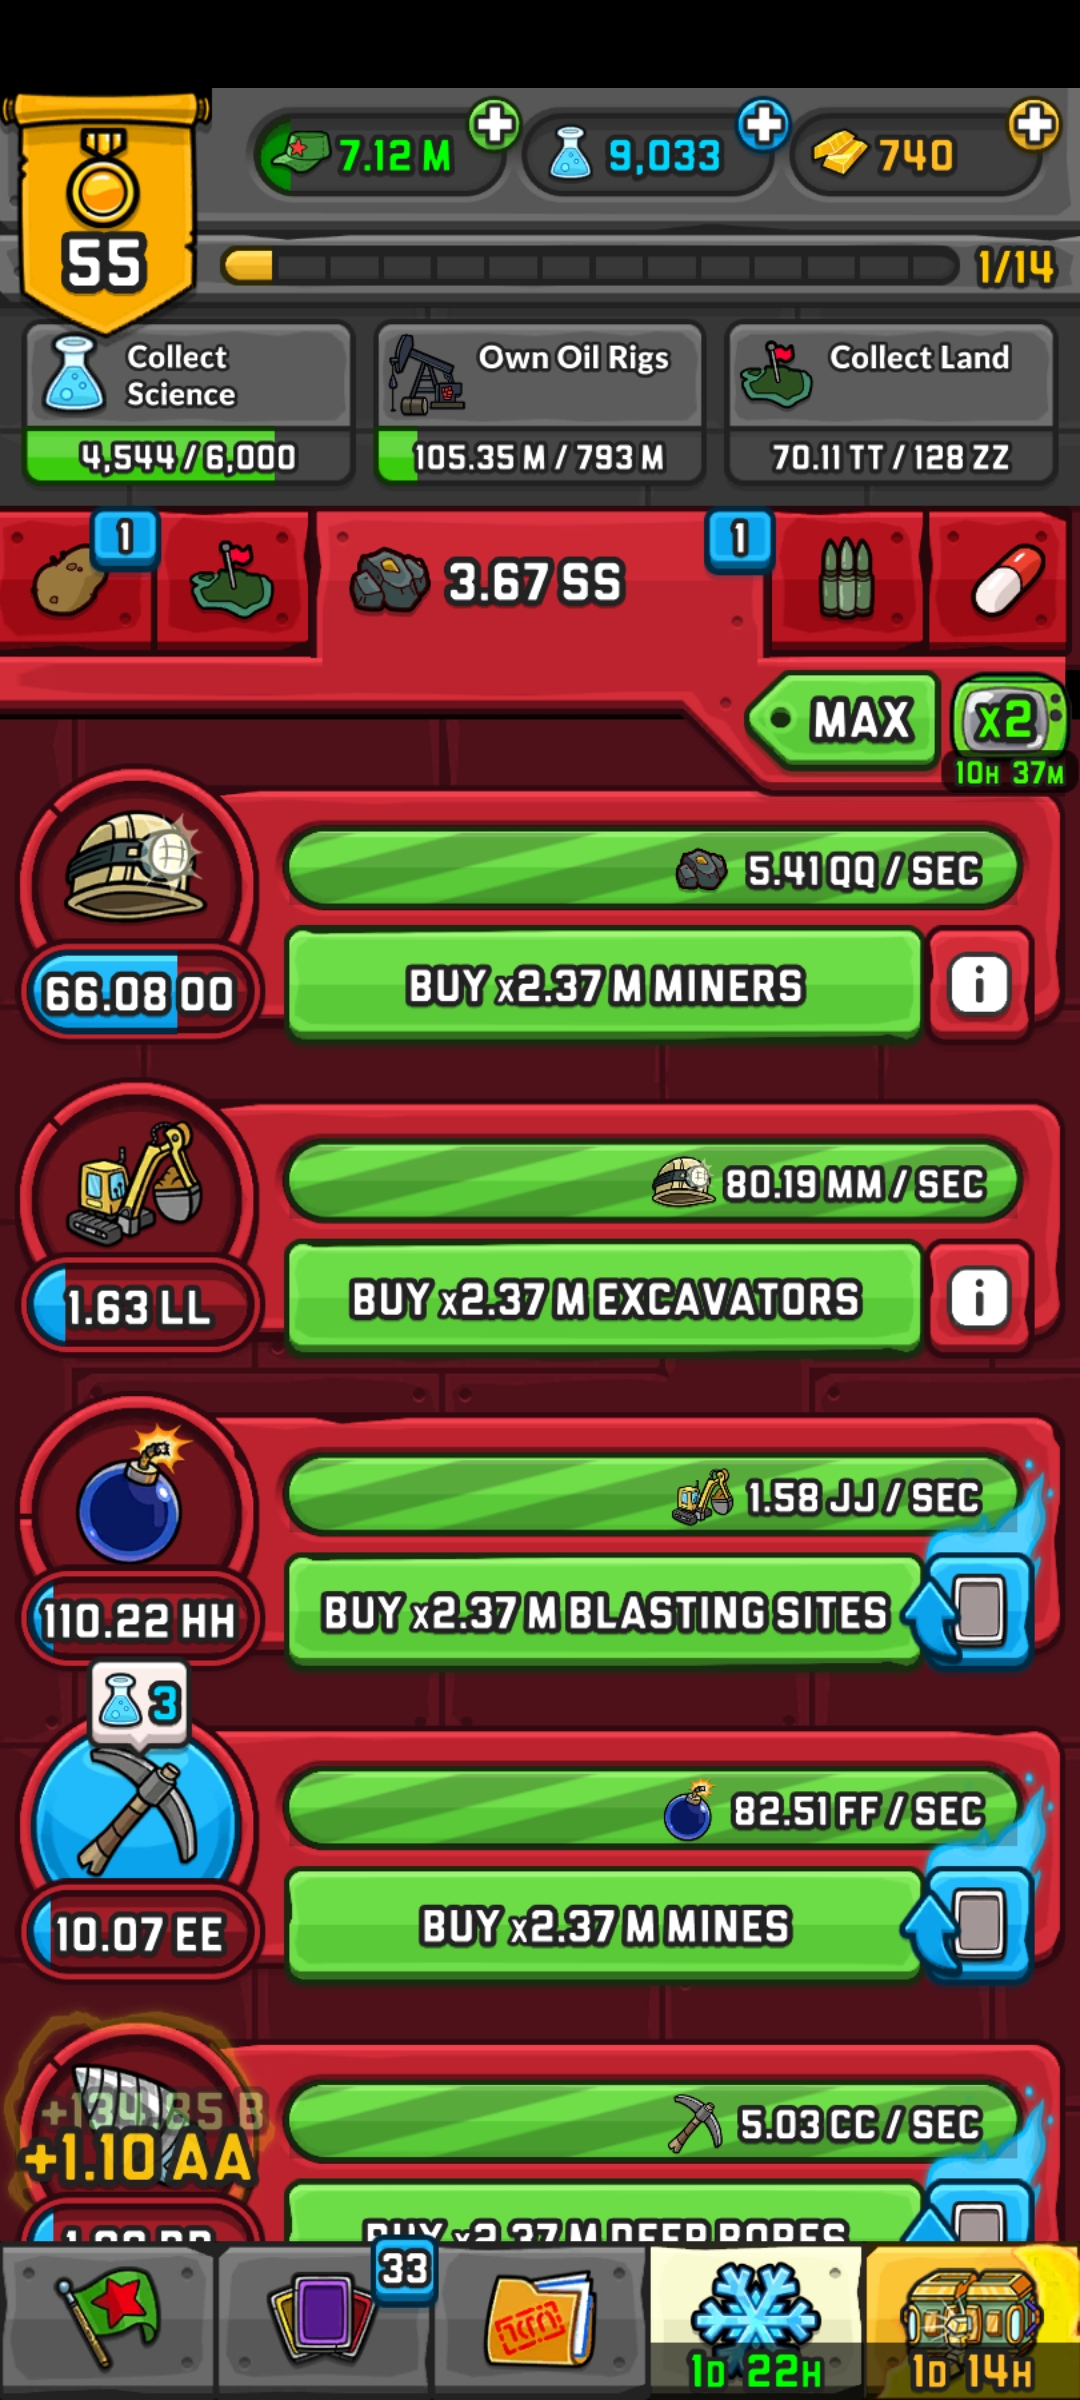 7.12 M
9,033
740
55
1/14
Collect
Science
Own Oil Rigs
Collect Land
4,544 / 6,000
105.35 M / 793 M
70.11 TT / 128 ZZ
1
3.67 SS
1
MAX
x2
10H 37M
5.41 QQ / SEC
66.08 OO
BUY x2.37 M MINERS
i
80.19 MM / SEC
1.63 LL
BUY x2.37 M EXCAVATORS
i
1.58 JJ / SEC
110.22 HH
BUY x2.37 M BLASTING SITES
3
82.51 FF / SEC
10.07 EE
BUY x2.37 M MINES
+134.85 B
5.03 CC / SEC
+1.10 AA
BUY x2.37 M DEEP BORES
33
1D 22H
1D 14H